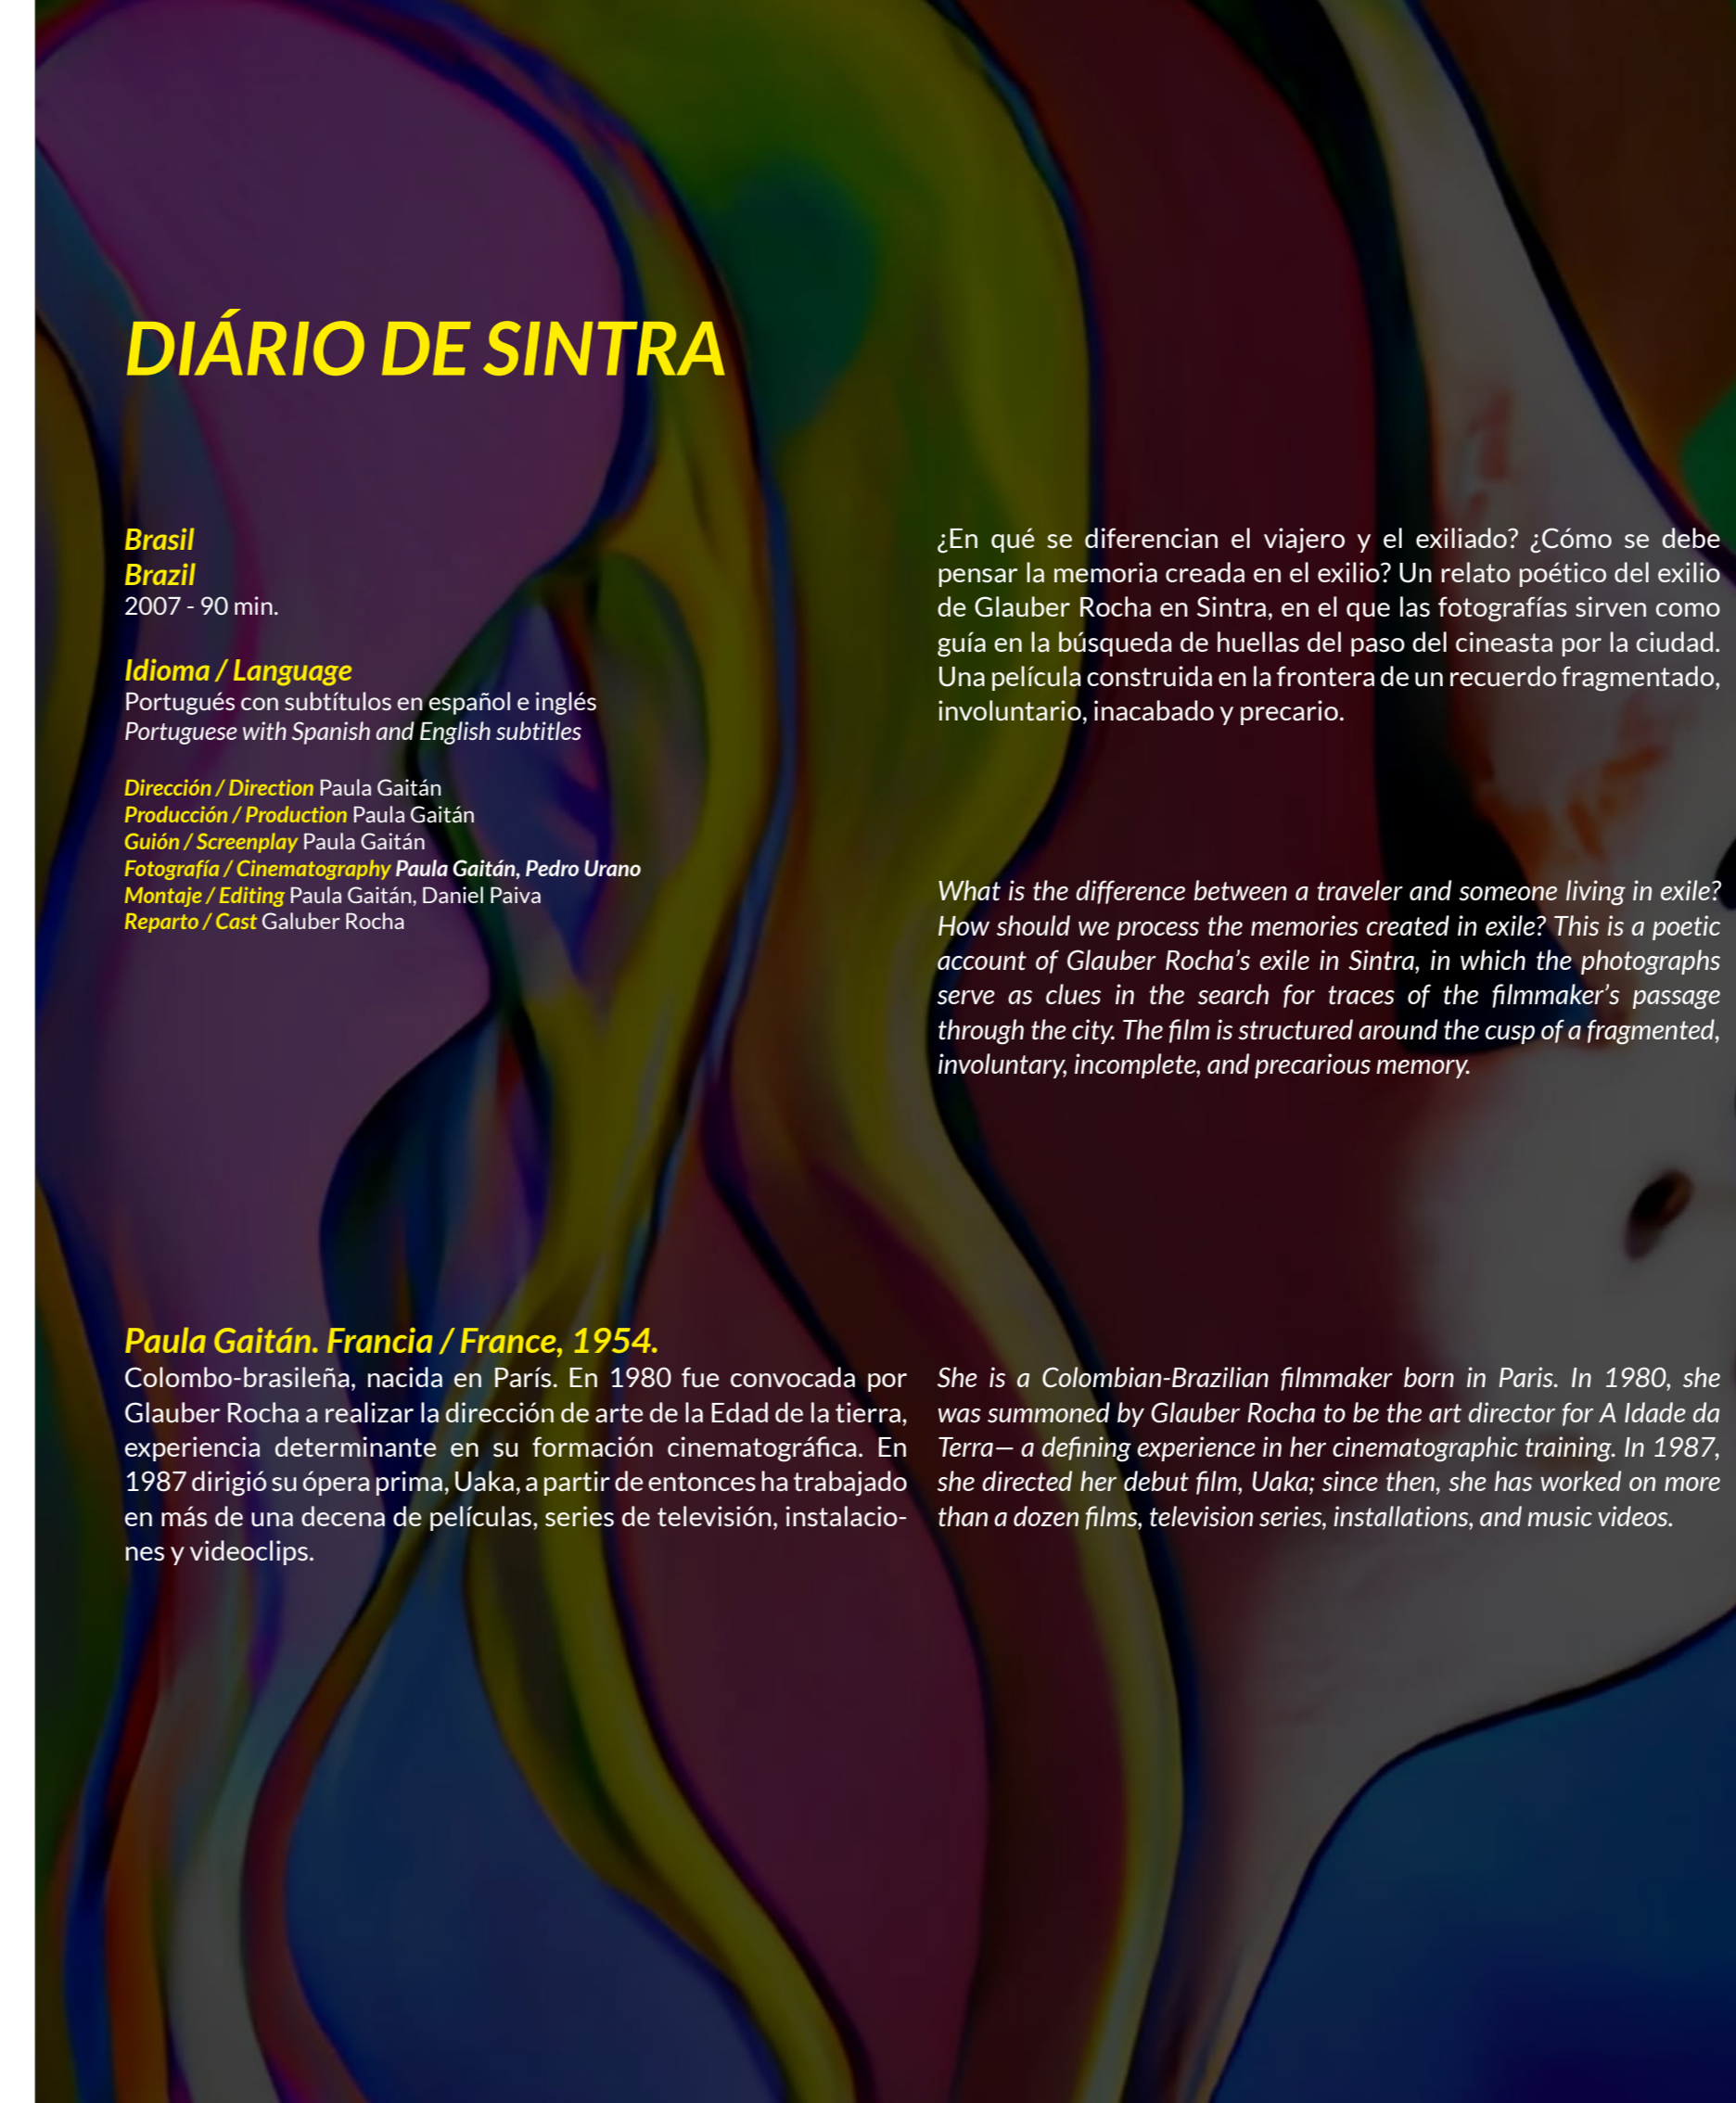 DIÁRIO DE SINTRA
Brasil
Brazil
2007 - 90 min.
Idioma / Language
Portugués con subtítulos en español e inglés
Portuguese with Spanish and English subtitles
Dirección / Direction Paula Gaitán
Producción / Production Paula Gaitán
Guión / Screenplay Paula Gaitán
Fotografía / Cinematography Paula Gaitán, Pedro Urano
Montaje / Editing Paula Gaitán, Daniel Paiva
Reparto / Cast Galuber Rocha
¿En qué se diferencian el viajero y el exiliado? ¿Cómo se debe
pensar la memoria creada en el exilio? Un relato poético del exilio
de Glauber Rocha en Sintra, en el que las fotografías sirven como
guía en la búsqueda de huellas del paso del cineasta por la ciudad.
Una película construida en la frontera de un recuerdo fragmentado,
involuntario, inacabado y precario.
What is the difference between a traveler and someone living in exile?
How should we process the memories created in exile? This is a poetic
account of Glauber Rocha’s exile in Sintra, in which the photographs
serve as clues in the search for traces of the filmmaker’s passage
through the city. The film is structured around the cusp of a fragmented,
involuntary, incomplete, and precarious memory.
Paula Gaitán. Francia / France, 1954.
Colombo-brasileña, nacida en París. En 1980 fue convocada por
Glauber Rocha a realizar la dirección de arte de la Edad de la tierra,
experiencia determinante en su formación cinematográfica. En
1987 dirigió su ópera prima, Uaka, a partir de entonces ha trabajado
en más de una decena de películas, series de televisión, instalacio-
nes y videoclips.
She is a Colombian-Brazilian filmmaker born in Paris. In 1980, she
was summoned by Glauber Rocha to be the art director for A Idade da
Terra— a defining experience in her cinematographic training. In 1987,
she directed her debut film, Uaka; since then, she has worked on more
than a dozen films, television series, installations, and music videos.